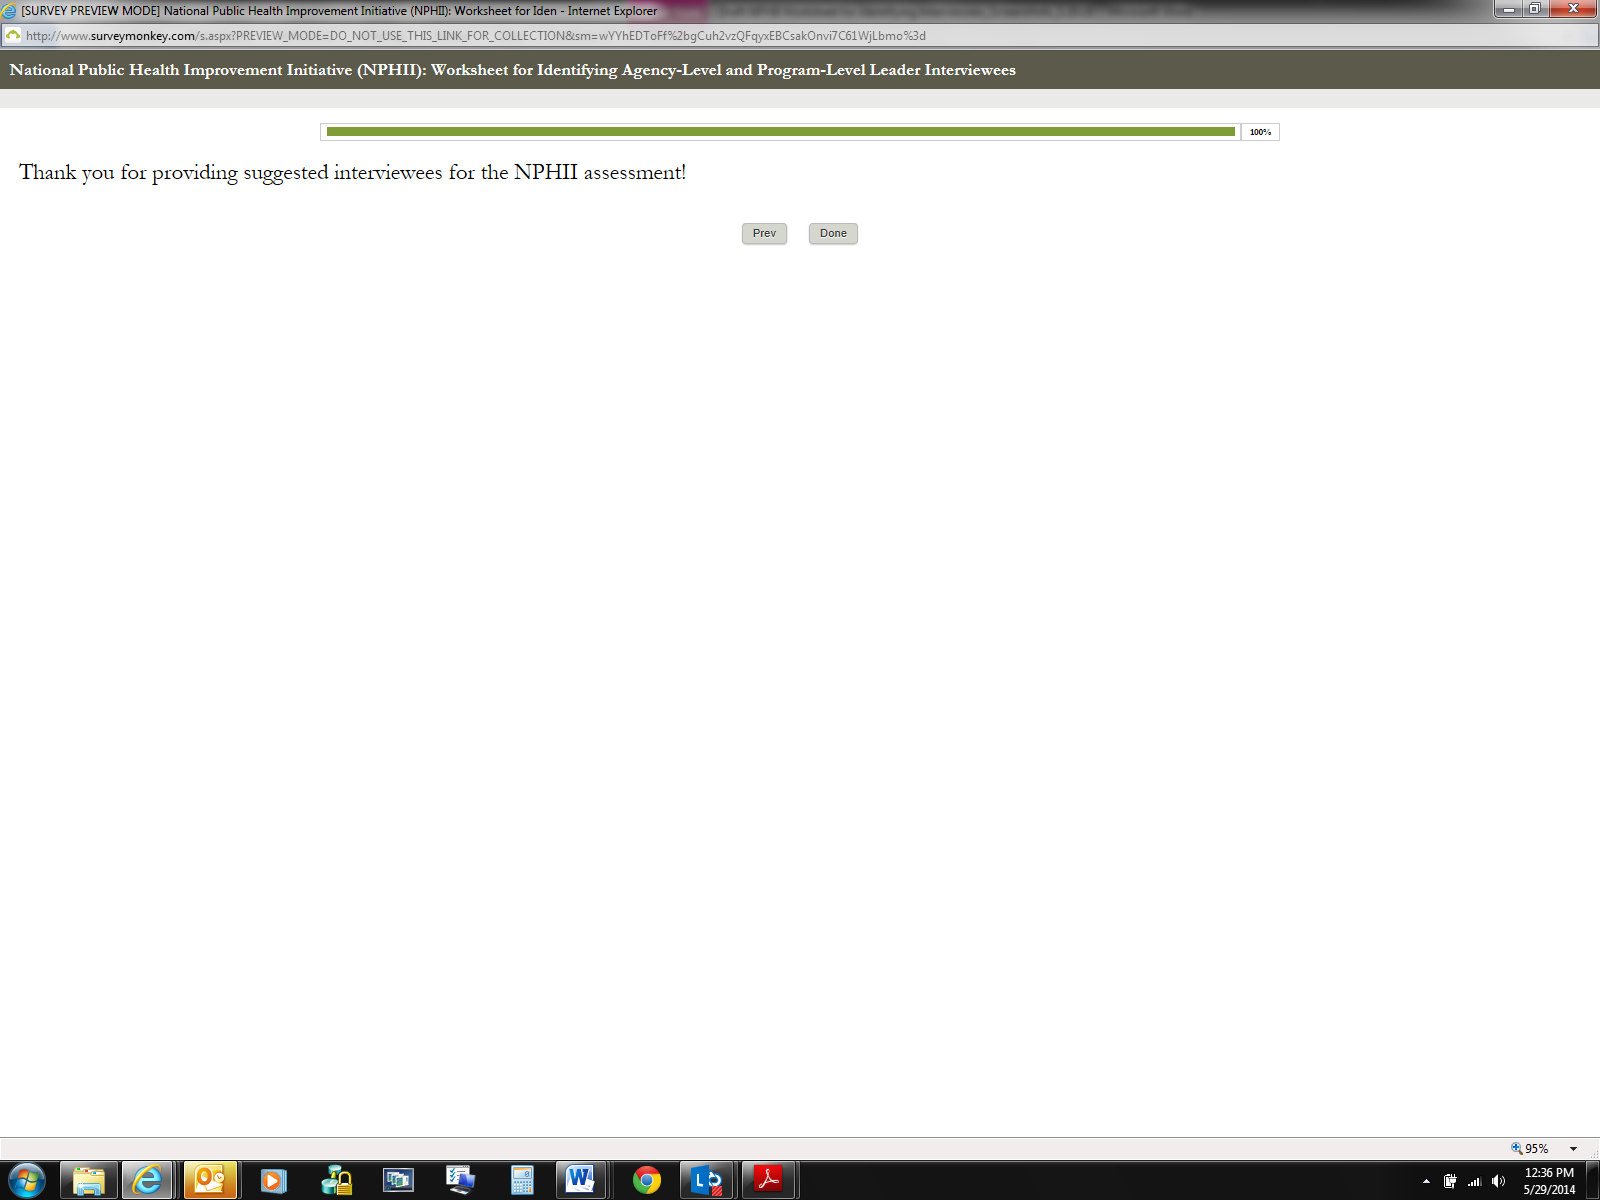 [SURVEY PREVIEW MODE] National Public Health Improvement Initiative (NPHII): Worksheet for Iden - Internet Explorer
http://www.surveymonkey.com/s.aspx?PREVIEW_MODE=DO_NOT_USE_THIS_LINK_FOR_COLLECTION&sm=wYYhEDToFf%2bgCuh2vzQFqyxEBCsakOnvi7C61WjLbmo%3d
National Public Health Improvement Initiative (NPHII): Worksheet for Identifying Agency-Level and Program-Level Leader Interviewees
100%
Thank you for providing suggested interviewees for the NPHII assessment!
Prev Done
95%
12:36 PM
5/29/2014